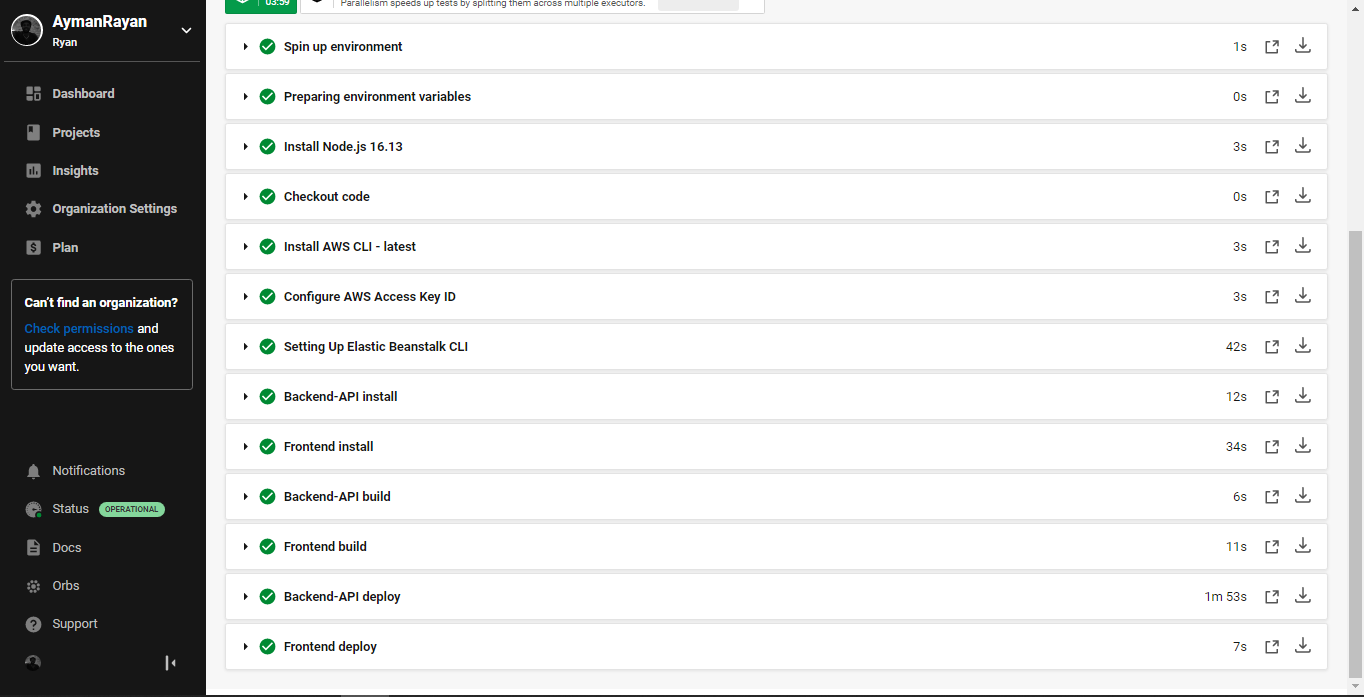 AymanRayan
Ryan
Dashboard
Projects
Insights
Organization Settings
Plan
Can't find an organization?
Check permissions and
update access to the ones
you want.
Notifications
Status OPERATIONAL
Docs
Orbs
Support
03:59
Parallelism speeds up tests by splitting them across multiple executors.
Spin up environment 1s
Preparing environment variables 0s
Install Node.js 16.13 3s
Checkout code 0s
Install AWS CLI - latest 3s
Configure AWS Access Key ID 3s
Setting Up Elastic Beanstalk CLI 42s
Backend-API install 12s
Frontend install 34s
Backend-API build 6s
Frontend build 11s
Backend-API deploy 1m 53s
Frontend deploy 7s